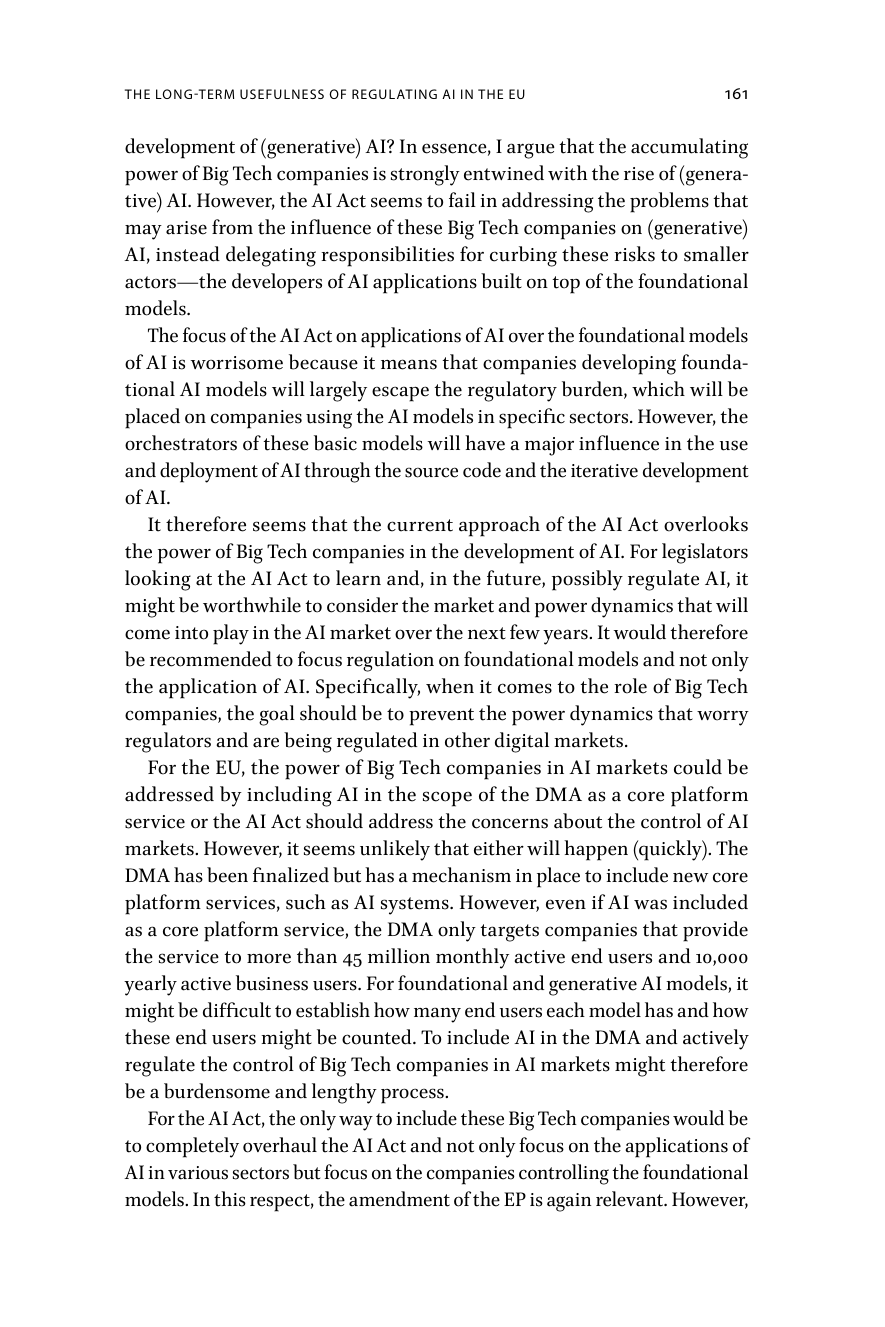 THE LONG-TERM USEFULNESS OF REGULATING AI IN THE EU 161
development of (generative) AI? In essence, I argue that the accumulating
power of Big Tech companies is strongly entwined with the rise of (genera-
tive) AI. However, the AI Act seems to fail in addressing the problems that
may arise from the influence of these Big Tech companies on (generative)
AI, instead delegating responsibilities for curbing these risks to smaller
actors—the developers of AI applications built on top of the foundational
models.
The focus of the AI Act on applications of AI over the foundational models
of AI is worrisome because it means that companies developing founda-
tional AI models will largely escape the regulatory burden, which will be
placed on companies using the AI models in specific sectors. However, the
orchestrators of these basic models will have a major influence in the use
and deployment of AI through the source code and the iterative development
of AI.
It therefore seems that the current approach of the AI Act overlooks
the power of Big Tech companies in the development of AI. For legislators
looking at the AI Act to learn and, in the future, possibly regulate AI, it
might be worthwhile to consider the market and power dynamics that will
come into play in the AI market over the next few years. It would therefore
be recommended to focus regulation on foundational models and not only
the application of AI. Specifically, when it comes to the role of Big Tech
companies, the goal should be to prevent the power dynamics that worry
regulators and are being regulated in other digital markets.
For the EU, the power of Big Tech companies in AI markets could be
addressed by including AI in the scope of the DMA as a core platform
service or the AI Act should address the concerns about the control of AI
markets. However, it seems unlikely that either will happen (quickly). The
DMA has been finalized but has a mechanism in place to include new core
platform services, such as AI systems. However, even if AI was included
as a core platform service, the DMA only targets companies that provide
the service to more than 45 million monthly active end users and 10,000
yearly active business users. For foundational and generative AI models, it
might be difficult to establish how many end users each model has and how
these end users might be counted. To include AI in the DMA and actively
regulate the control of Big Tech companies in AI markets might therefore
be a burdensome and lengthy process.
For the AI Act, the only way to include these Big Tech companies would be
to completely overhaul the AI Act and not only focus on the applications of
AI in various sectors but focus on the companies controlling the foundational
models. In this respect, the amendment of the EP is again relevant. However,